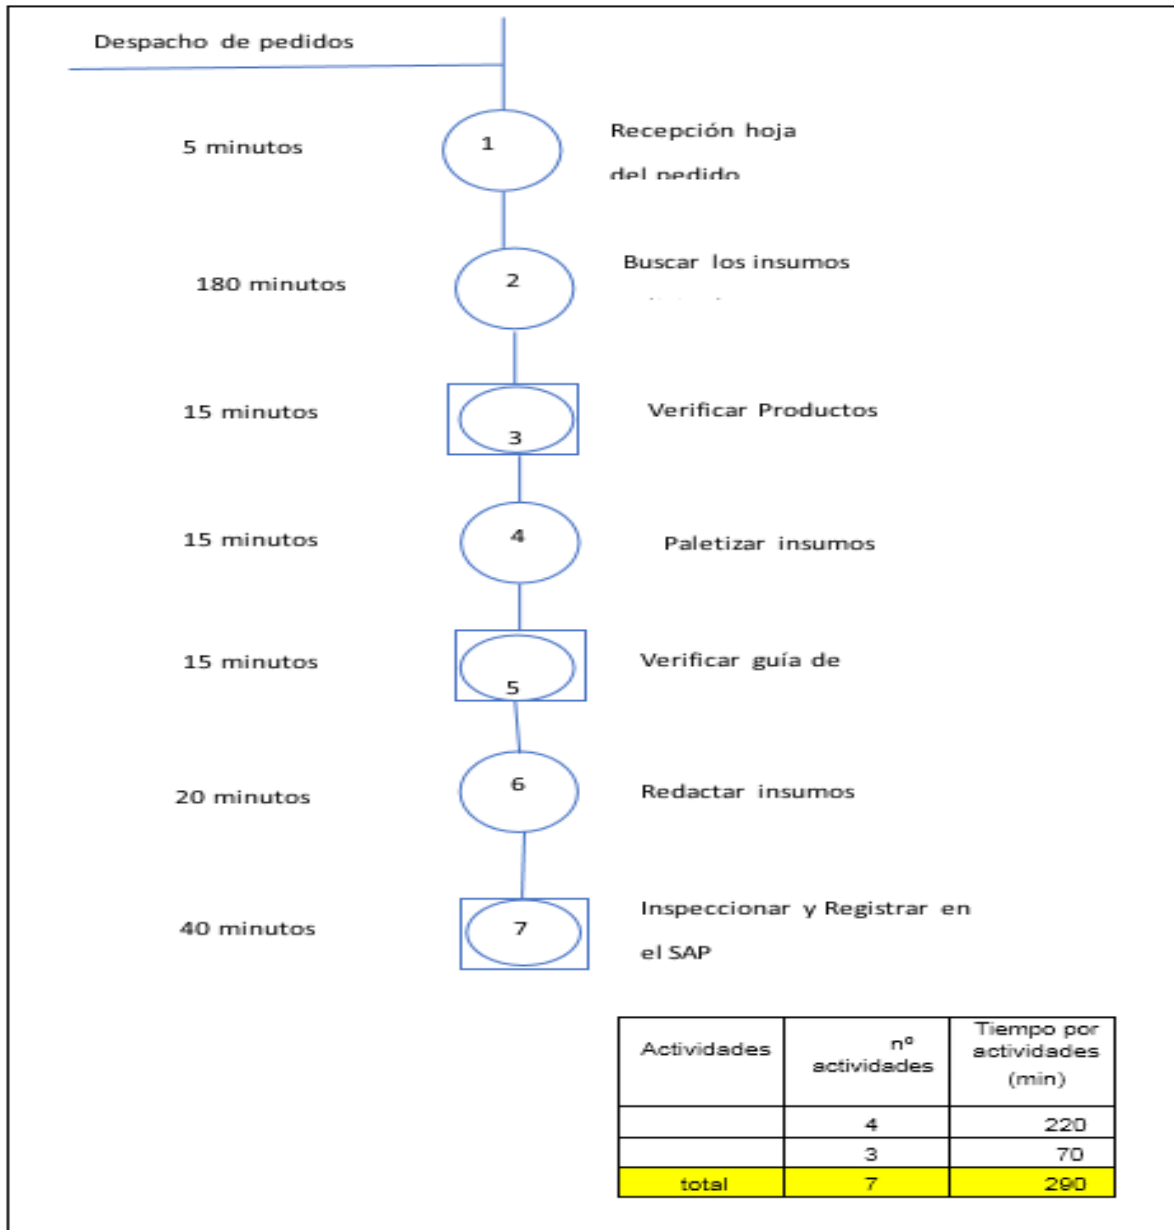 Despacho de pedidos
5 minutos
1
Recepción hoja
del pedido
180 minutos
2
Buscar los insumos
15 minutos
3
Verificar Productos
15 minutos
4
Paletizar insumos
15 minutos
5
Verificar guía de
20 minutos
6
Redactar insumos
40 minutos
7
Inspeccionar y Registrar en
el SAP
Actividades
nº
actividades
Tiempo por
actividades
(min)
4
220
3
70
total
7
290